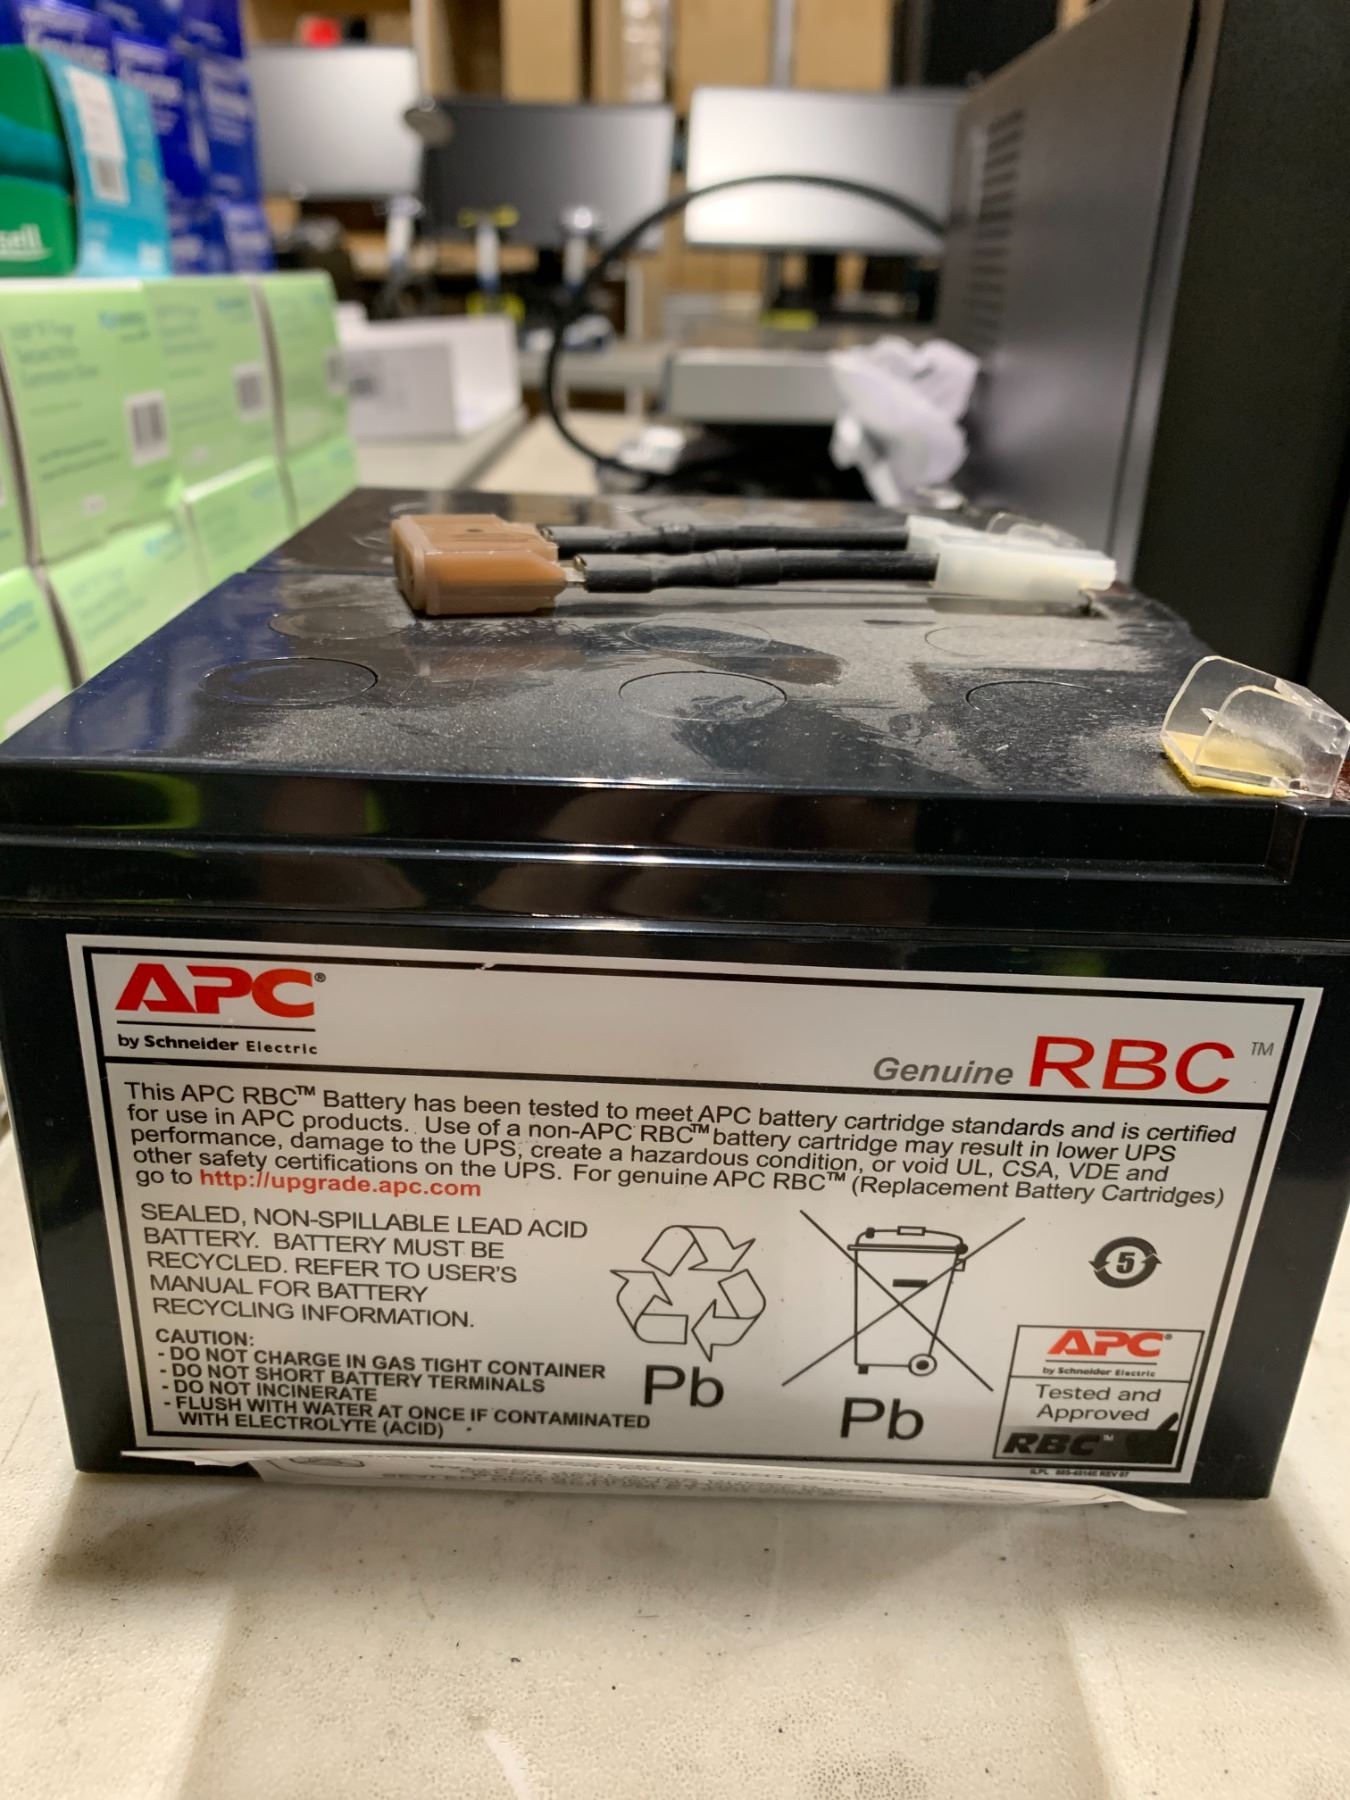 sell
APC®
by Schneider Electric
Genuine RBC™
This APC RBC™ Battery has been tested to meet APC battery cartridge standards and is certified
for use in APC products. Use of a non-APC RBC™ battery cartridge may result in lower UPS
performance, damage to the UPS, create a hazardous condition, or void UL, CSA, VDE and
other safety certifications on the UPS. For genuine APC RBC™ (Replacement Battery Cartridges)
go to http://upgrade.apc.com
SEALED, NON-SPILLABLE LEAD ACID
BATTERY. BATTERY MUST BE
RECYCLED. REFER TO USER'S
MANUAL FOR BATTERY
RECYCLING INFORMATION.
CAUTION:
- DO NOT CHARGE IN GAS TIGHT CONTAINER
- DO NOT SHORT BATTERY TERMINALS
- DO NOT INCINERATE
- FLUSH WITH WATER AT ONCE IF CONTAMINATED
WITH ELECTROLYTE (ACID)
Pb
Pb
5
APC®
by Schneider Electric
Tested and
Approved
RBC™